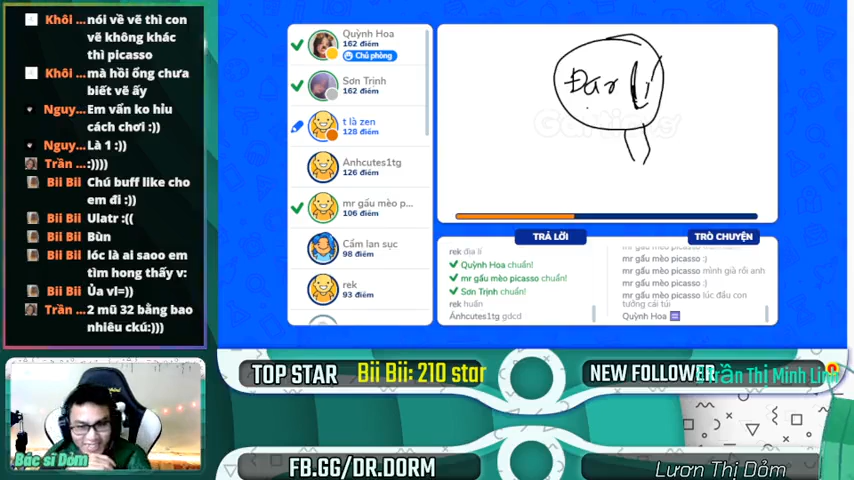 Khôi... nói về vẽ thì con
vẽ không khác
thì picasso
Khôi... mà hồi ổng chưa
biết vẽ ấy
Nguy... Em vẫn ko hỉu
cách chơi :))
Nguy... Là 1 :))
Trần ... :))))
Bii Bii Chú buff like cho
em đi :))
Bii Bii Ulatr :((
Bii Bii Bùn
Bii Bii lóc là ai saoo em
tìm hong thấy v:
Bii Bii Ủa vl=))
Trần ... 2 mũ 32 bằng bao
nhiêu ckú:)))
Quỳnh Hoa
162 điểm
Chủ phòng
Sơn Trinh
162 điểm
t là zen
128 điểm
Anhcutes1tg
126 điểm
mr gấu mèo p...
106 điểm
Cẩm lan sục
98 điểm
rek
93 điểm
TRẢ LỜI
rek địa lí
Quỳnh Hoa chuẩn!
mr gấu mèo picasso chuẩn!
Sơn Trịnh chuẩn!
rek huấn
Anhcutes1tg gdcd
TRÒ CHUYỆN
mr gấu mèo picasso :)
mr gấu mèo picasso mình già rồi anh
mr gấu mèo picasso :)
mr gấu mèo picasso lúc đầu con
tưởng cái túi
Quỳnh Hoa
TOP STAR
Bii Bii: 210 star
NEW FOLLOWER
Trần Thị Minh Linh
Bác sĩ Dỏm
FB.GG/DR.DORM
Lươn Thị Dỏm